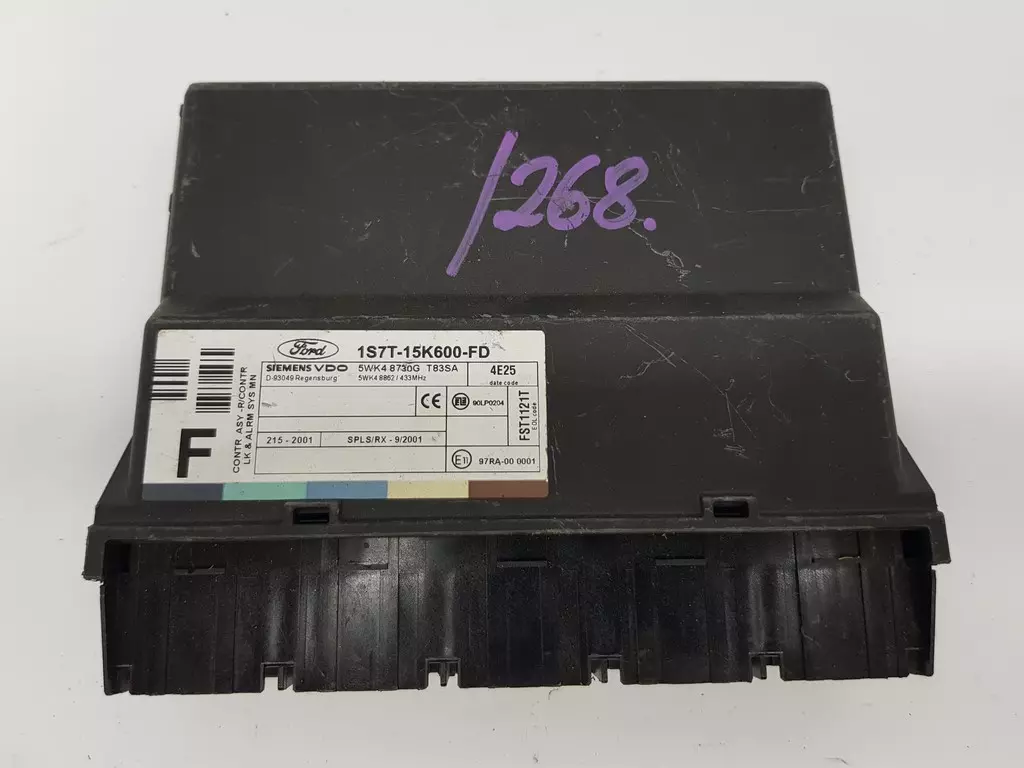 /268.
Ford
1S7T-15K600-FD
SIEMENS VDO 5WK4 8730G T83SA
D-93049 Regensburg 5WK4 8862 / 433MHz
4E25
date code
CE
90LP0204
FST1121T
EOL code
215 - 2001 SPLS/RX - 9/2001
E11 97RA-00 0001
F
CONTR ASY -R/CONTR
LK & ALRM SYS MN